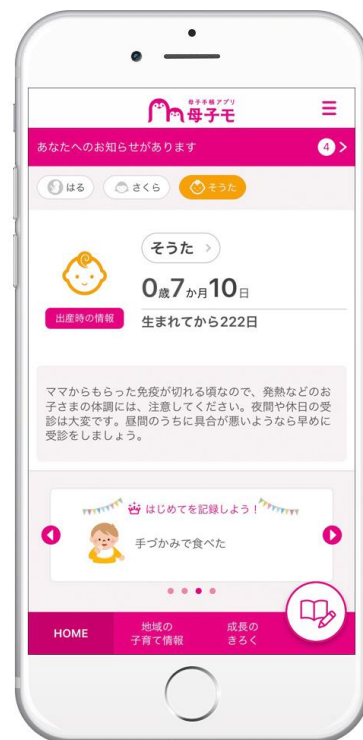 母子手帳アプリ
母子モ
あなたへのお知らせがあります
4
はる
さくら
そうた
そうた
0歳7か月10日
出産時の情報
生まれてから222日
ママからもらった免疫が切れる頃なので、発熱などのお
子さまの体調には、注意してください。夜間や休日の受
診は大変です。昼間のうちに具合が悪いようなら早めに
受診をしましょう。
はじめてを記録しよう！
手づかみで食べた
HOME
地域の
子育て情報
成長の
きろく